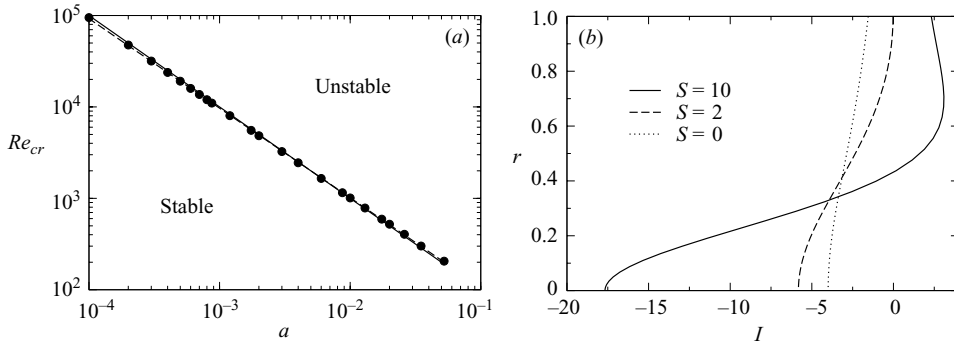 (a)
Unstable
Stable
Re_cr
10^5
10^4
10^3
10^2
10^−4
10^−3
10^−2
10^−1
a
(b)
S = 10
S = 2
S = 0
r
1.0
0.8
0.6
0.4
0.2
0
−20
−15
−10
−5
0
I